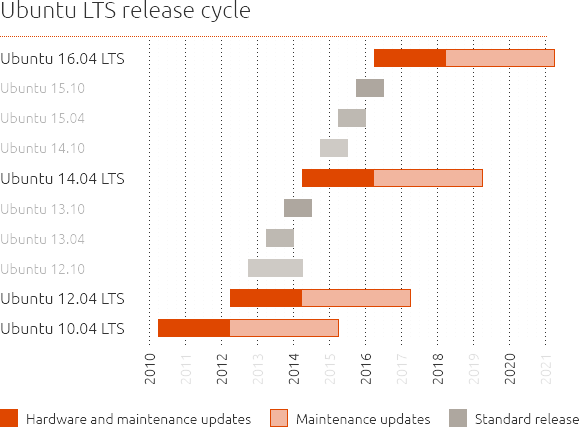 Ubuntu LTS release cycle
Ubuntu 16.04 LTS
Ubuntu 15.10
Ubuntu 15.04
Ubuntu 14.10
Ubuntu 14.04 LTS
Ubuntu 13.10
Ubuntu 13.04
Ubuntu 12.10
Ubuntu 12.04 LTS
Ubuntu 10.04 LTS
2010 2011 2012 2013 2014 2015 2016 2017 2018 2019 2020 2021
Hardware and maintenance updates Maintenance updates Standard release